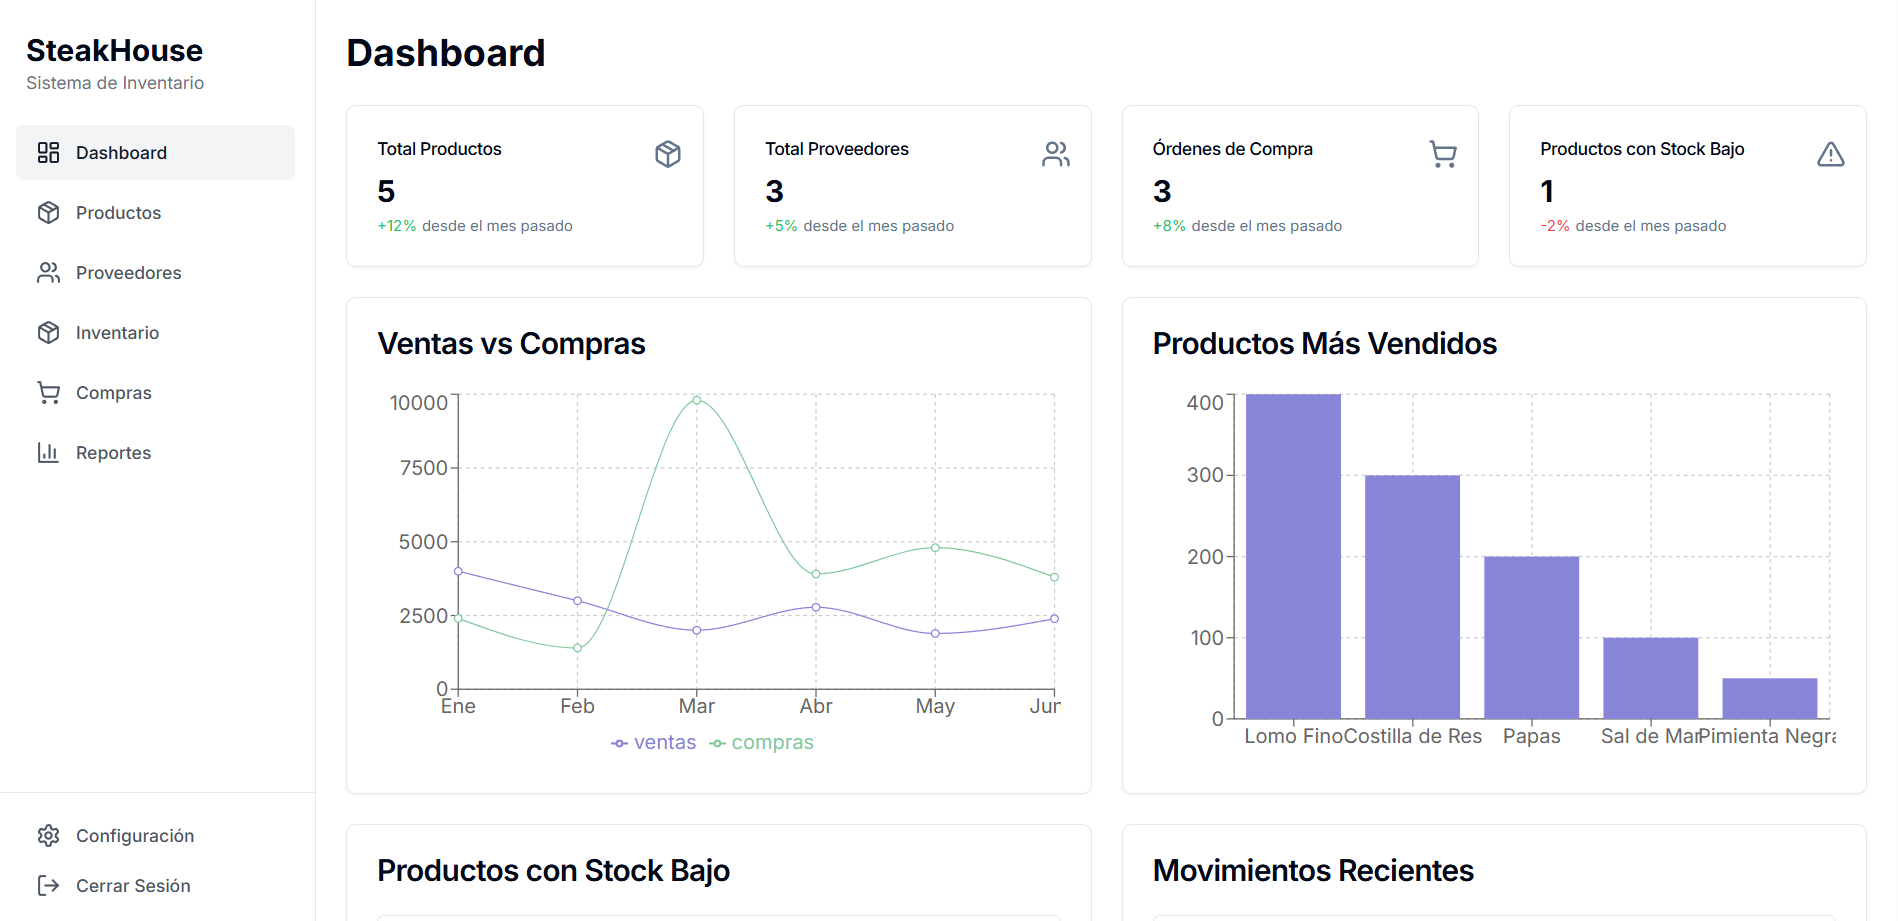 SteakHouse
Sistema de Inventario
Dashboard
Productos
Proveedores
Inventario
Compras
Reportes
Configuración
Cerrar Sesión
Dashboard
Total Productos
5
+12% desde el mes pasado
Total Proveedores
3
+5% desde el mes pasado
Órdenes de Compra
3
+8% desde el mes pasado
Productos con Stock Bajo
1
-2% desde el mes pasado
Ventas vs Compras
10000
7500
5000
2500
0
Ene Feb Mar Abr May Jun
ventas compras
Productos Más Vendidos
400
300
200
100
0
Lomo Fino Costilla de Res Papas Sal de Mar Pimienta Negra
Productos con Stock Bajo
Movimientos Recientes